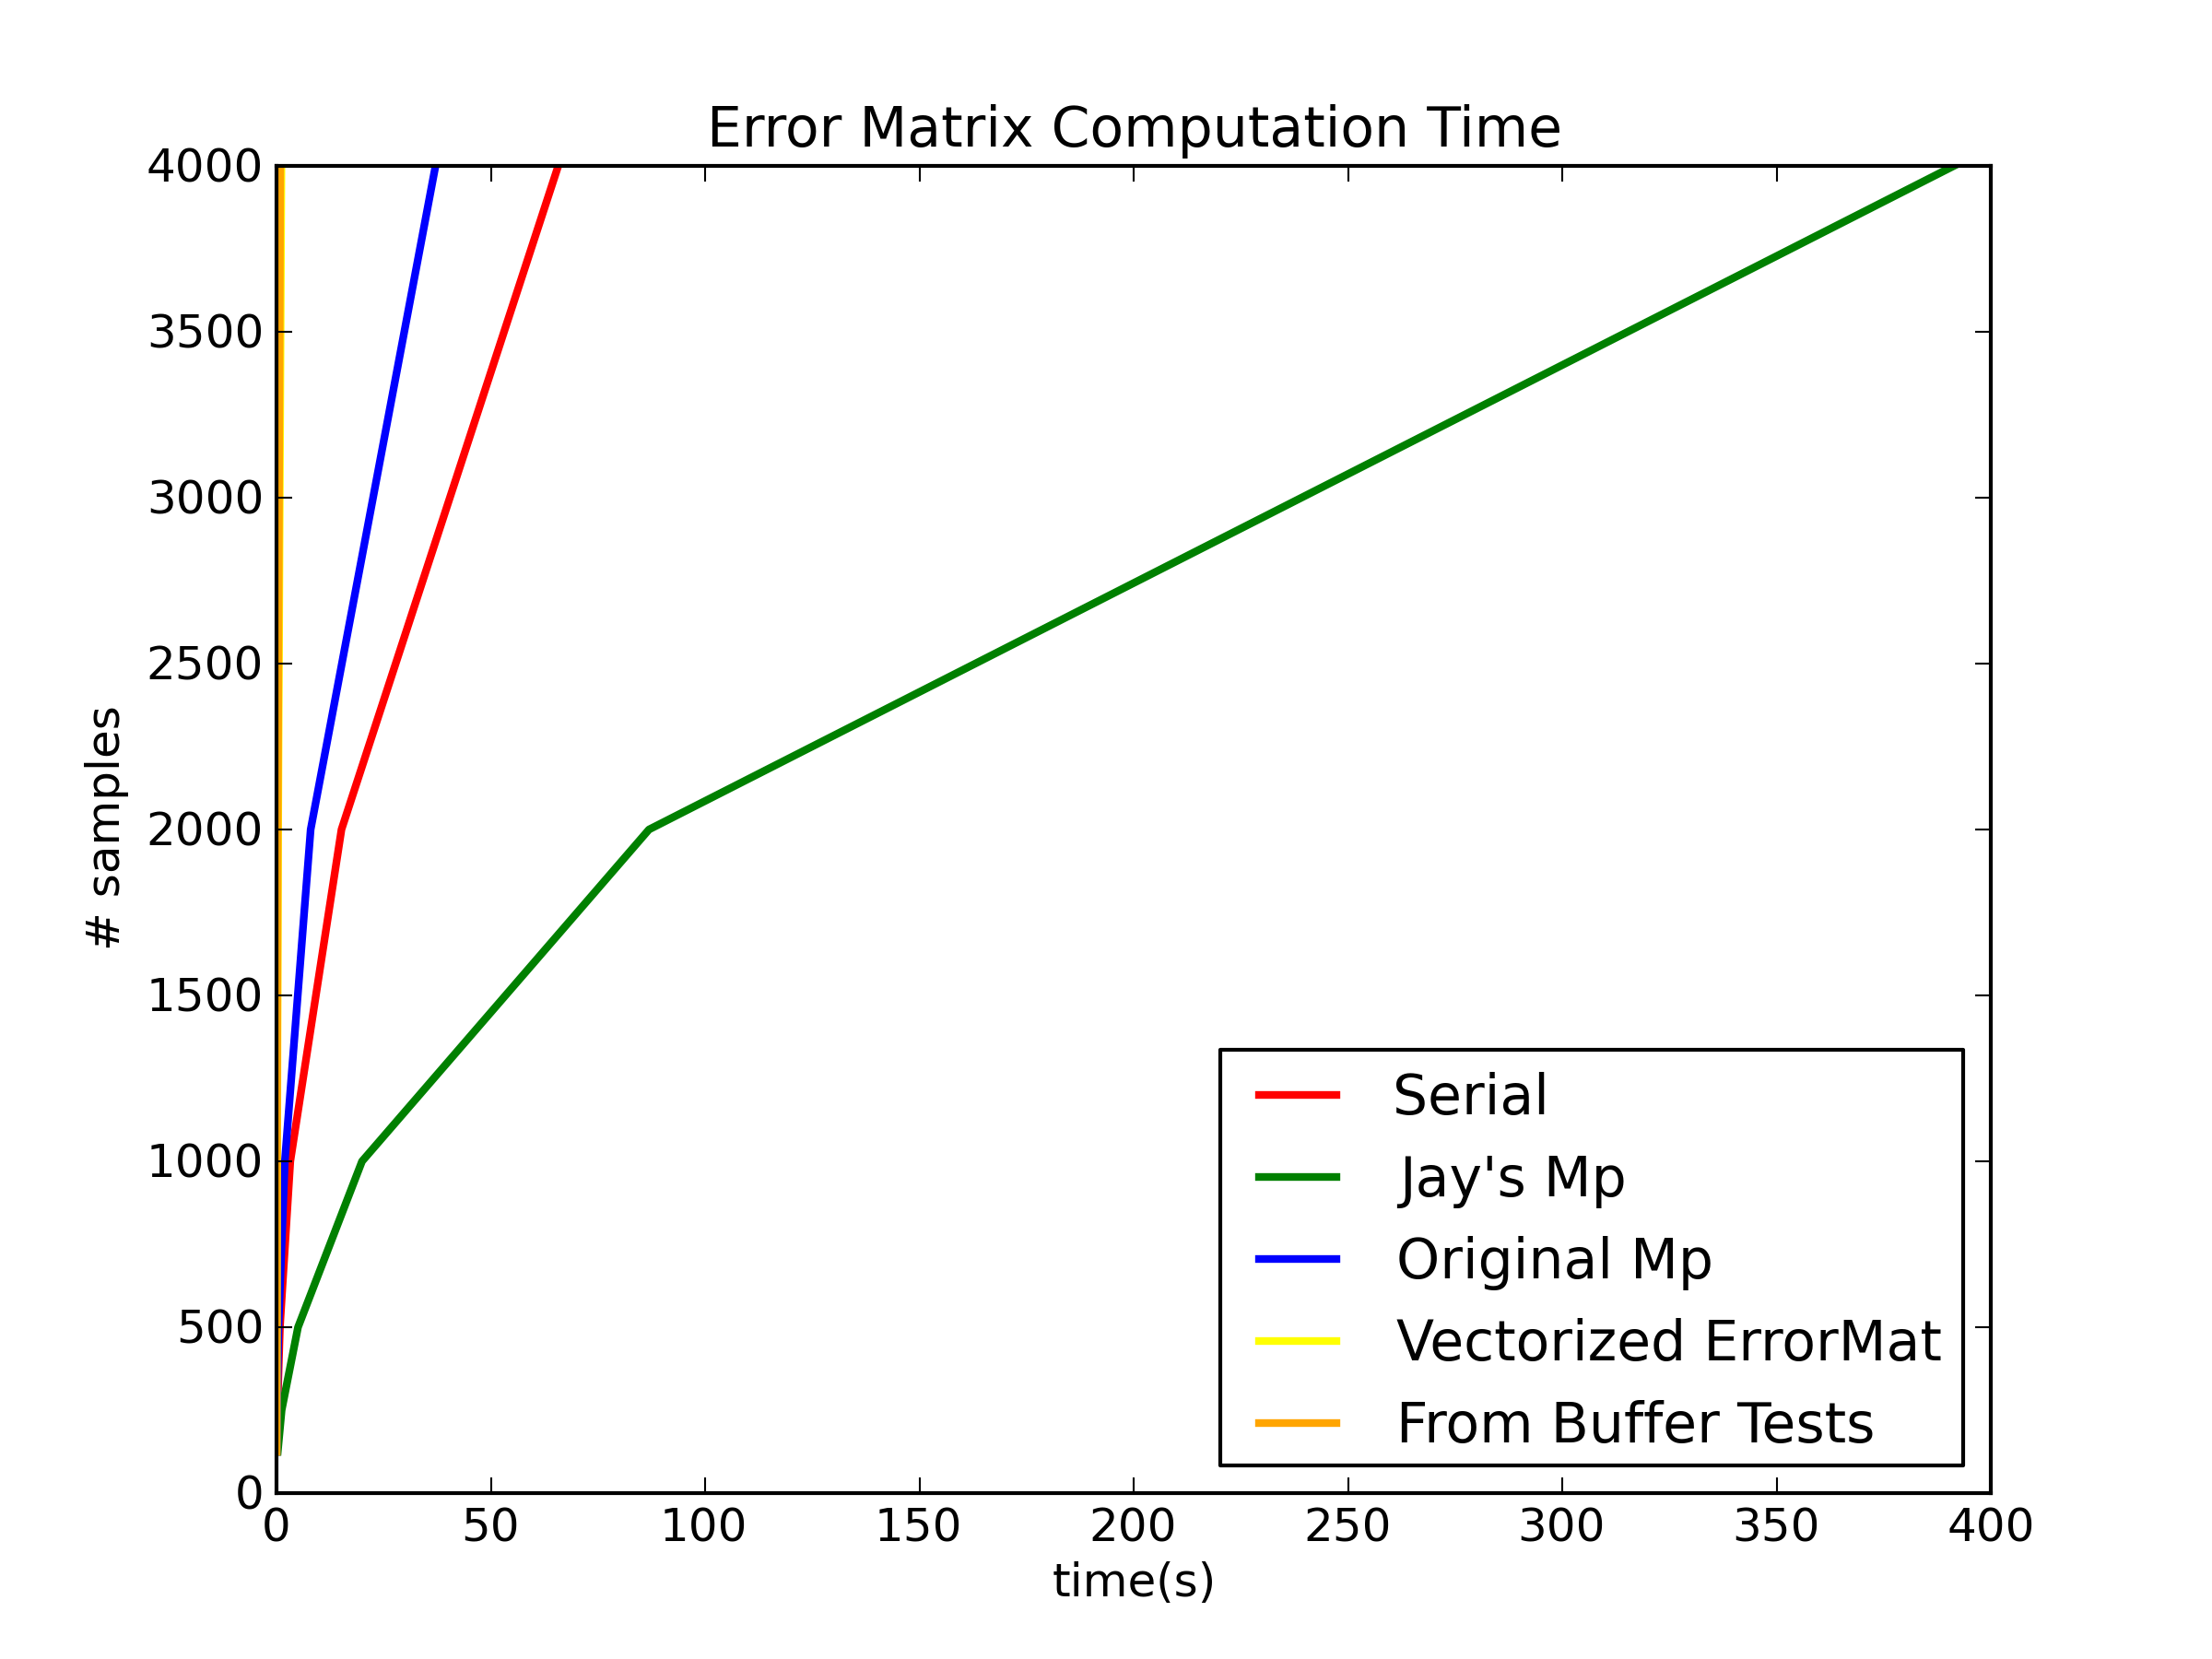 Error Matrix Computation Time
4000
3500
3000
2500
2000
1500
1000
500
0
# samples
Serial
Jay's Mp
Original Mp
Vectorized ErrorMat
From Buffer Tests
0 50 100 150 200 250 300 350 400
time(s)